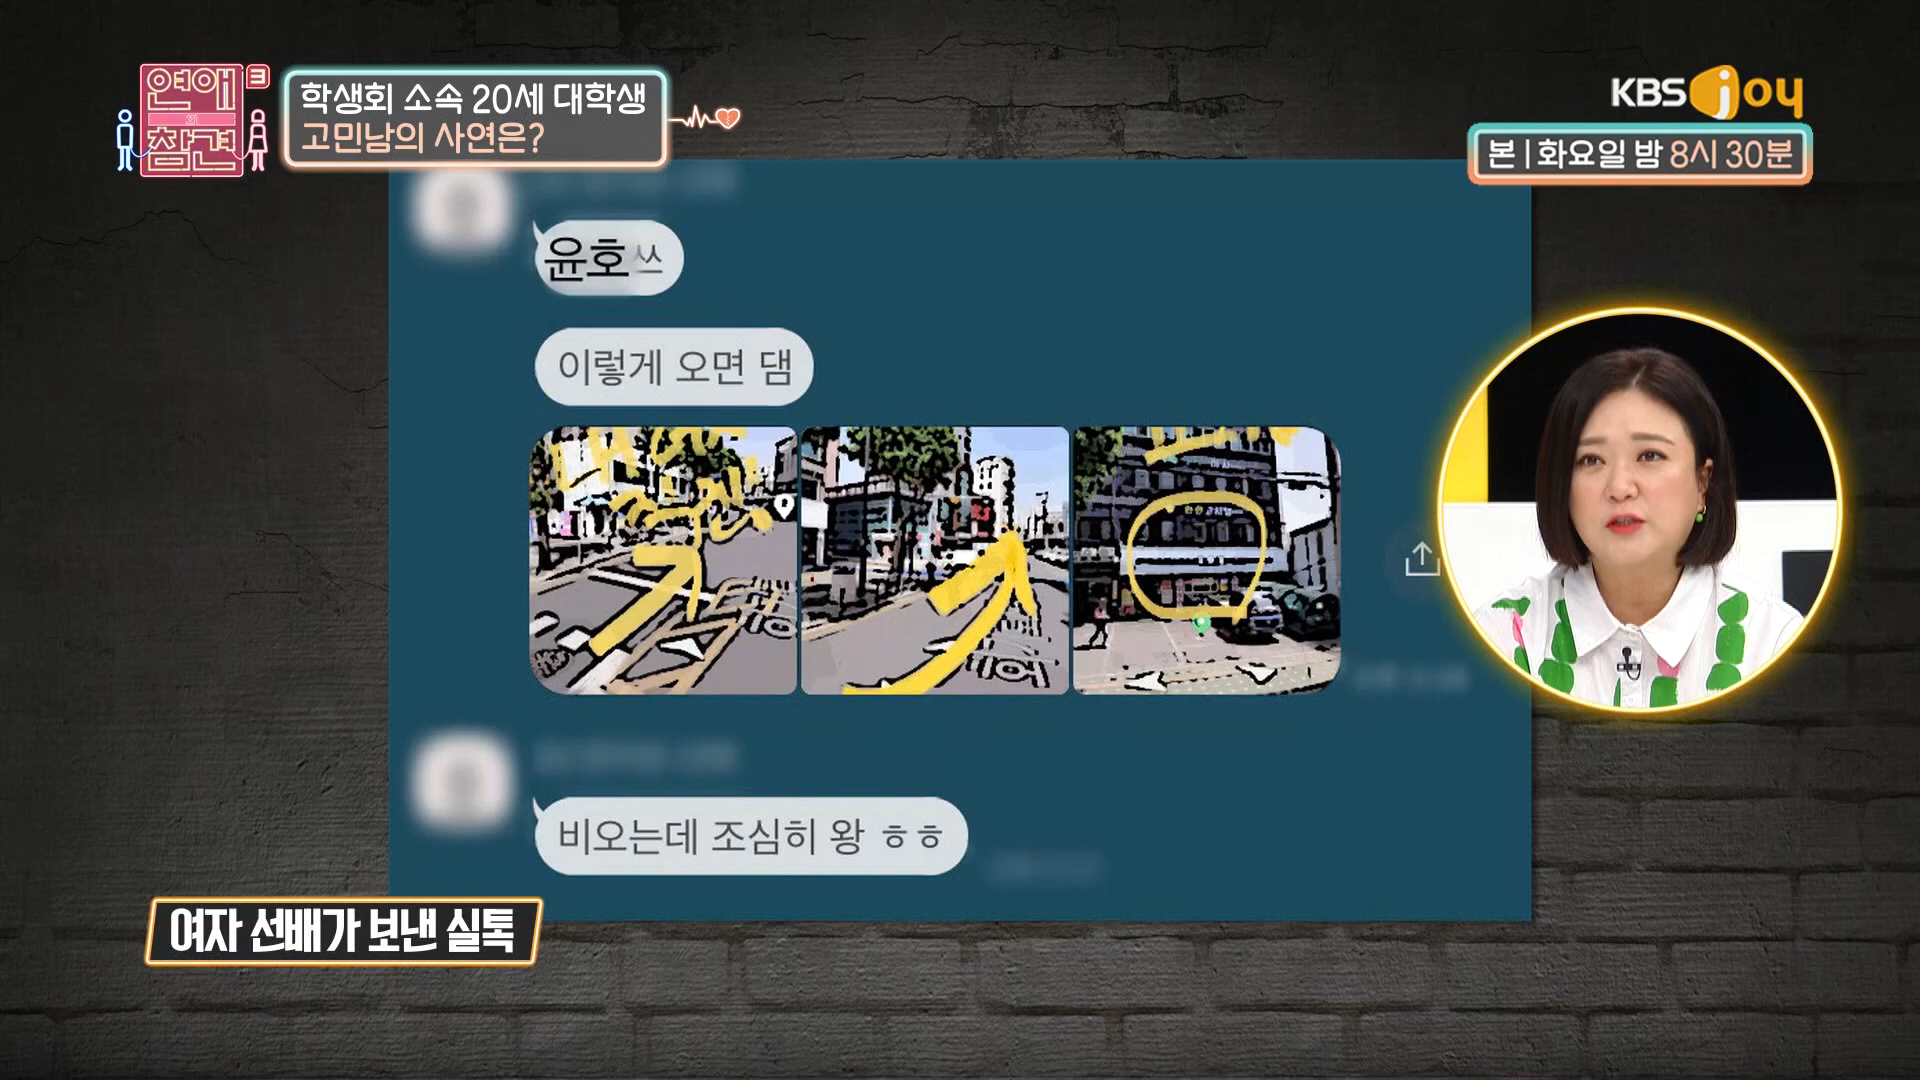 연애의
참견
3
학생회 소속 20세 대학생
고민남의 사연은?
KBS joy
본 | 화요일 밤 8시 30분
윤호쓰
이렇게 오면 댐
비오는데 조심히 왕 ㅎㅎ
여자 선배가 보낸 실톡